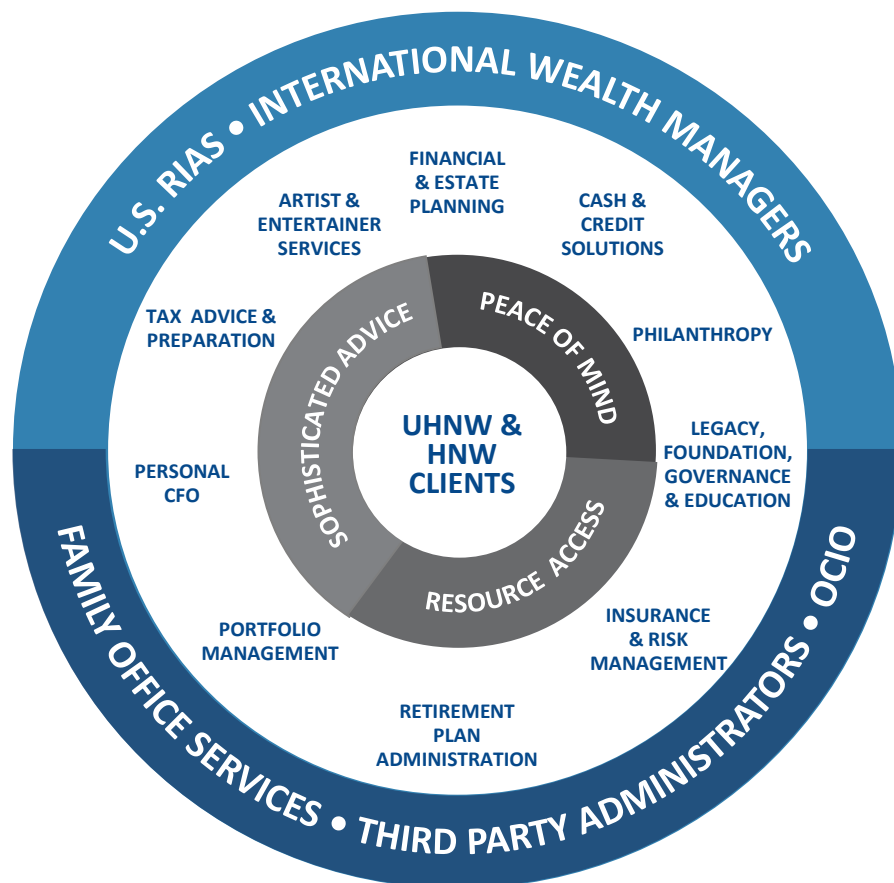 U.S. RIAS • INTERNATIONAL WEALTH MANAGERS
FINANCIAL
& ESTATE
PLANNING
ARTIST &
ENTERTAINER
SERVICES
CASH &
CREDIT
SOLUTIONS
TAX ADVICE &
PREPARATION
PHILANTHROPY
SOPHISTICATED ADVICE
PEACE OF MIND
UHNW &
HNW
CLIENTS
LEGACY,
FOUNDATION,
GOVERNANCE
& EDUCATION
PERSONAL
CFO
RESOURCE ACCESS
PORTFOLIO
MANAGEMENT
INSURANCE
& RISK
MANAGEMENT
RETIREMENT
PLAN
ADMINISTRATION
FAMILY OFFICE SERVICES • THIRD PARTY ADMINISTRATORS • OCIO